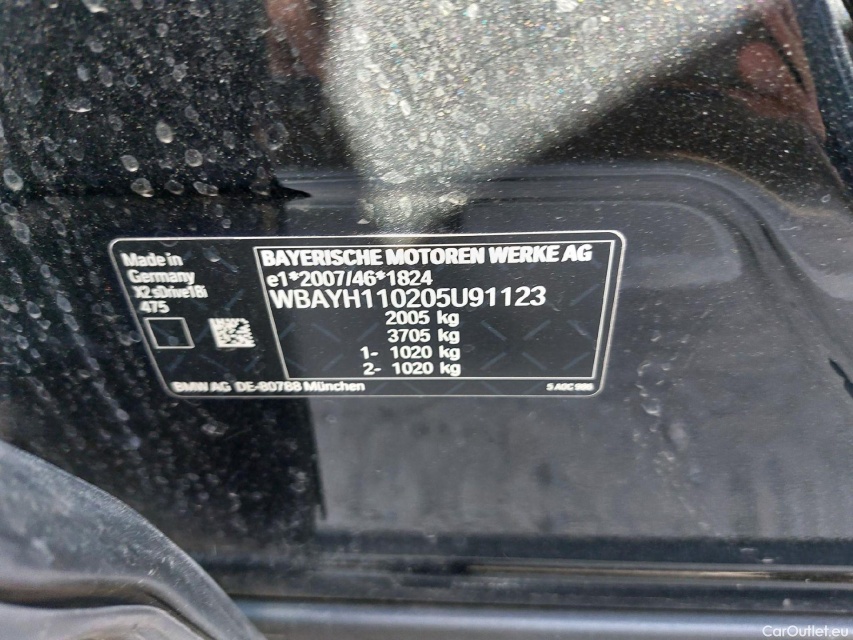 Made in
Germany
X2 sDrive18i
475
BAYERISCHE MOTOREN WERKE AG
e1*2007/46*1824
WBAYH110205U91123
2005 kg
3705 kg
1- 1020 kg
2- 1020 kg
BMW AG DE-80788 München
CarOutlet.eu